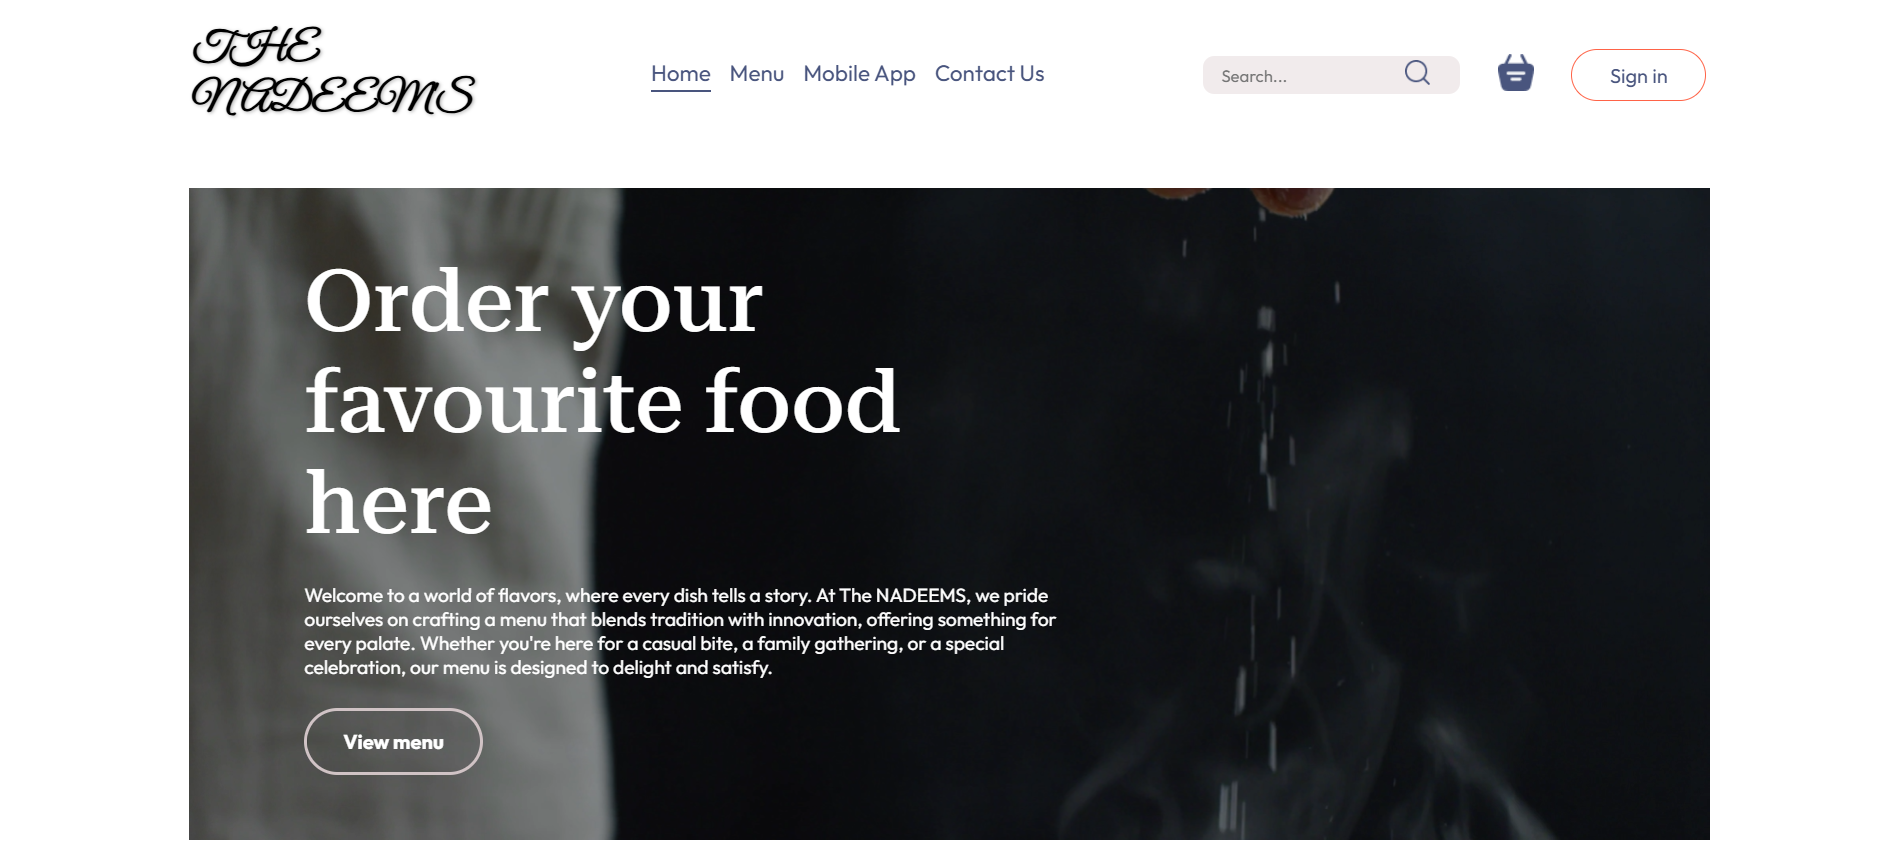 THE
NADEEMS
Home Menu Mobile App Contact Us
Search...
Sign in
Order your
favourite food
here
Welcome to a world of flavors, where every dish tells a story. At The NADEEMS, we pride
ourselves on crafting a menu that blends tradition with innovation, offering something for
every palate. Whether you're here for a casual bite, a family gathering, or a special
celebration, our menu is designed to delight and satisfy.
View menu